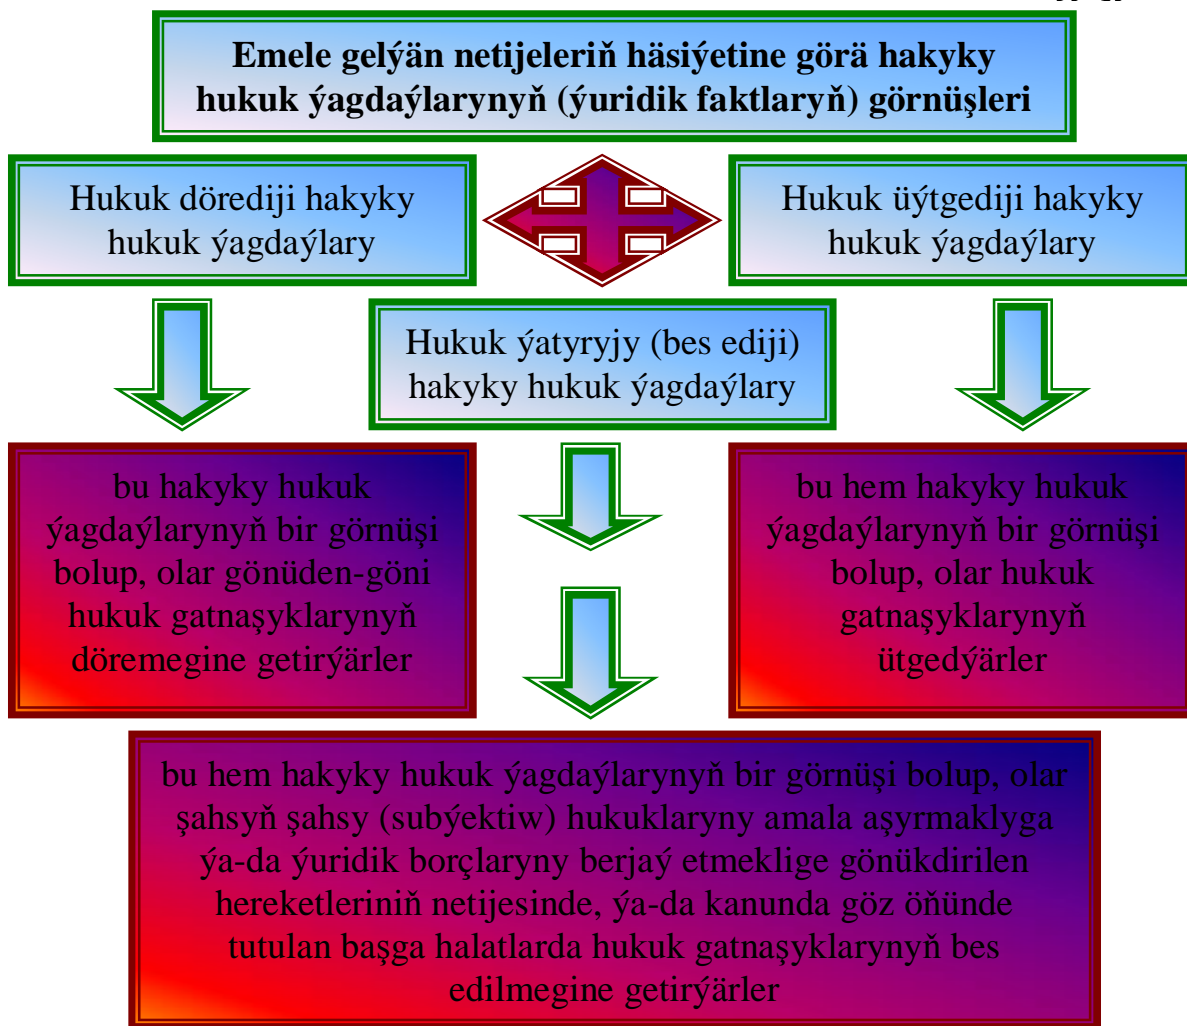 Emele gelýän netijeleriň häsiýetine görä hakyky
hukuk ýagdaýlarynyň (ýuridik faktlaryň) görnüşleri
Hukuk dörediji hakyky
hukuk ýagdaýlary
Hukuk üýtgediji hakyky
hukuk ýagdaýlary
Hukuk ýatyryjy (bes ediji)
hakyky hukuk ýagdaýlary
bu hakyky hukuk
ýagdaýlarynyň bir görnüşi
bolup, olar gönüden-göni
hukuk gatnaşyklarynyň
döremegine getirýärler
bu hem hakyky hukuk
ýagdaýlarynyň bir görnüşi
bolup, olar hukuk
gatnaşyklarynyň
ütgedýärler
bu hem hakyky hukuk ýagdaýlarynyň bir görnüşi bolup, olar
şahsyň şahsy (subýektiw) hukuklaryny amala aşyrmaklyga
ýa-da ýuridik borçlaryny berjaý etmeklige gönükdirilen
hereketleriniň netijesinde, ýa-da kanunda göz öňünde
tutulan başga halatlarda hukuk gatnaşyklarynyň bes
edilmegine getirýärler